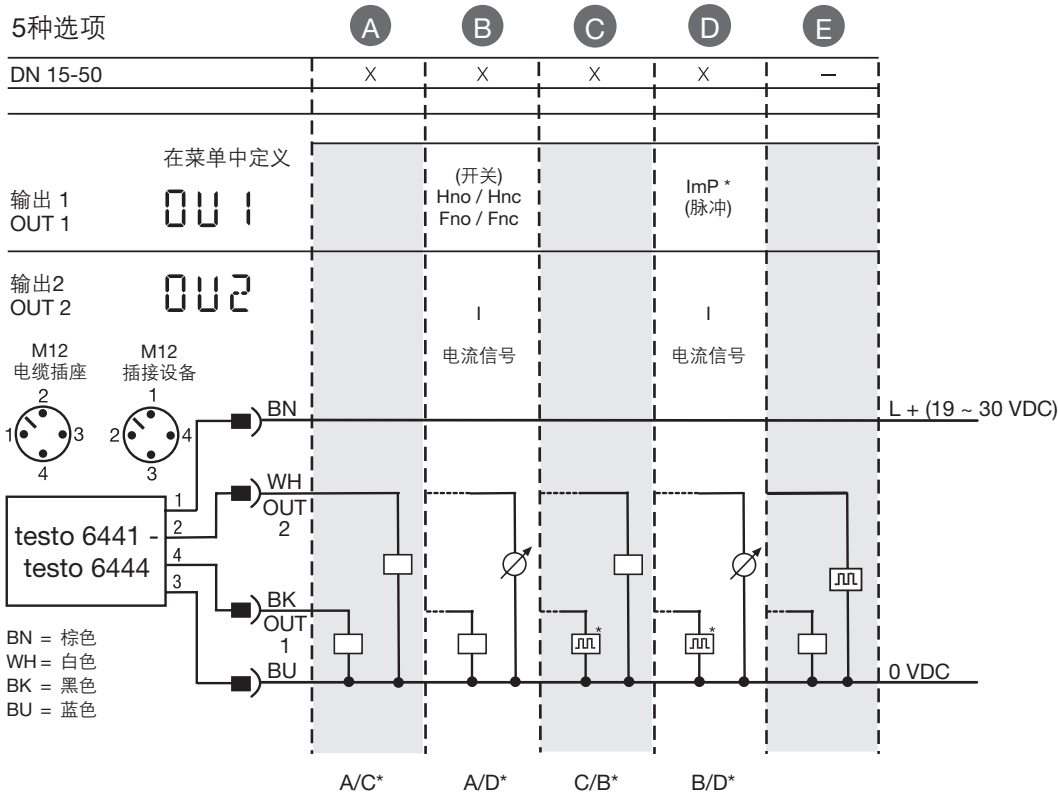 5种选项 A B C D E
DN 15-50 X X X X –
在菜单中定义
输出 1
OUT 1
OU1
(开关)
Hno / Hnc
Fno / Fnc
ImP *
(脉冲)
输出2
OUT 2
OU2
I
电流信号
I
电流信号
M12
电缆插座
2
1 3
4
M12
插接设备
1
2 4
3
BN
L + (19 ~ 30 VDC)
WH
OUT
2
testo 6441 -
testo 6444
1
2
4
3
BK
OUT
1
*
*
BU
0 VDC
BN = 棕色
WH = 白色
BK = 黑色
BU = 蓝色
A/C* A/D* C/B* B/D*